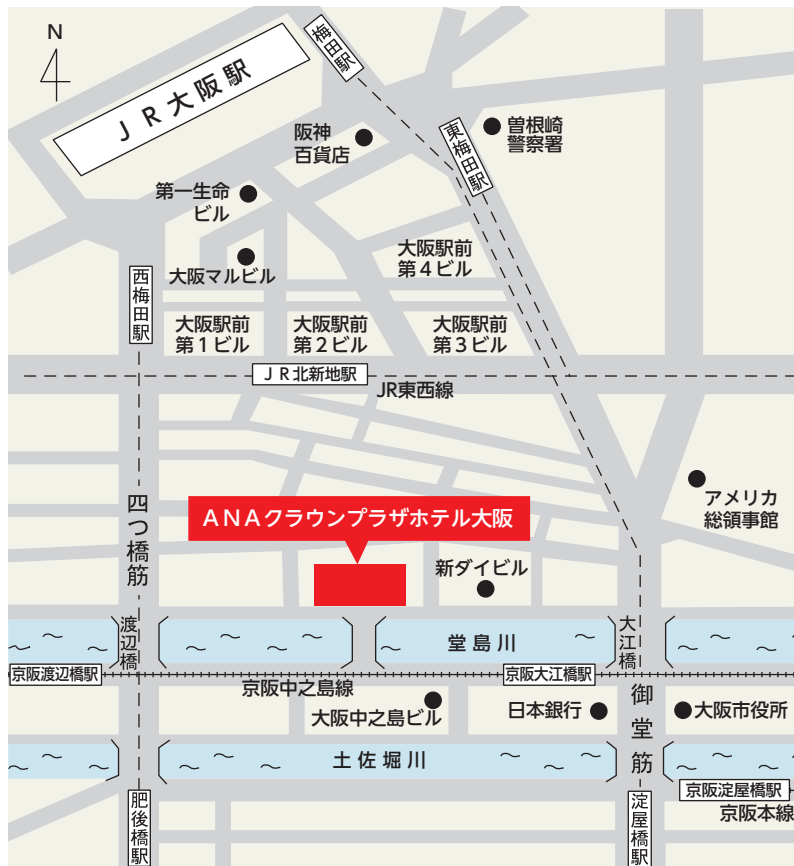 N
JR大阪駅
梅田駅
東梅田駅
曽根崎
警察署
阪神
百貨店
第一生命
ビル
大阪マルビル
大阪駅前
第4ビル
西梅田駅
大阪駅前
第1ビル
大阪駅前
第2ビル
大阪駅前
第3ビル
JR北新地駅
JR東西線
四つ橋筋
ANAクラウンプラザホテル大阪
アメリカ
総領事館
新ダイビル
渡辺橋
堂島川
大江橋
京阪渡辺橋駅
京阪中之島線
京阪大江橋駅
大阪中之島ビル
日本銀行
御堂筋
大阪市役所
土佐堀川
肥後橋駅
淀屋橋駅
京阪淀屋橋駅
京阪本線